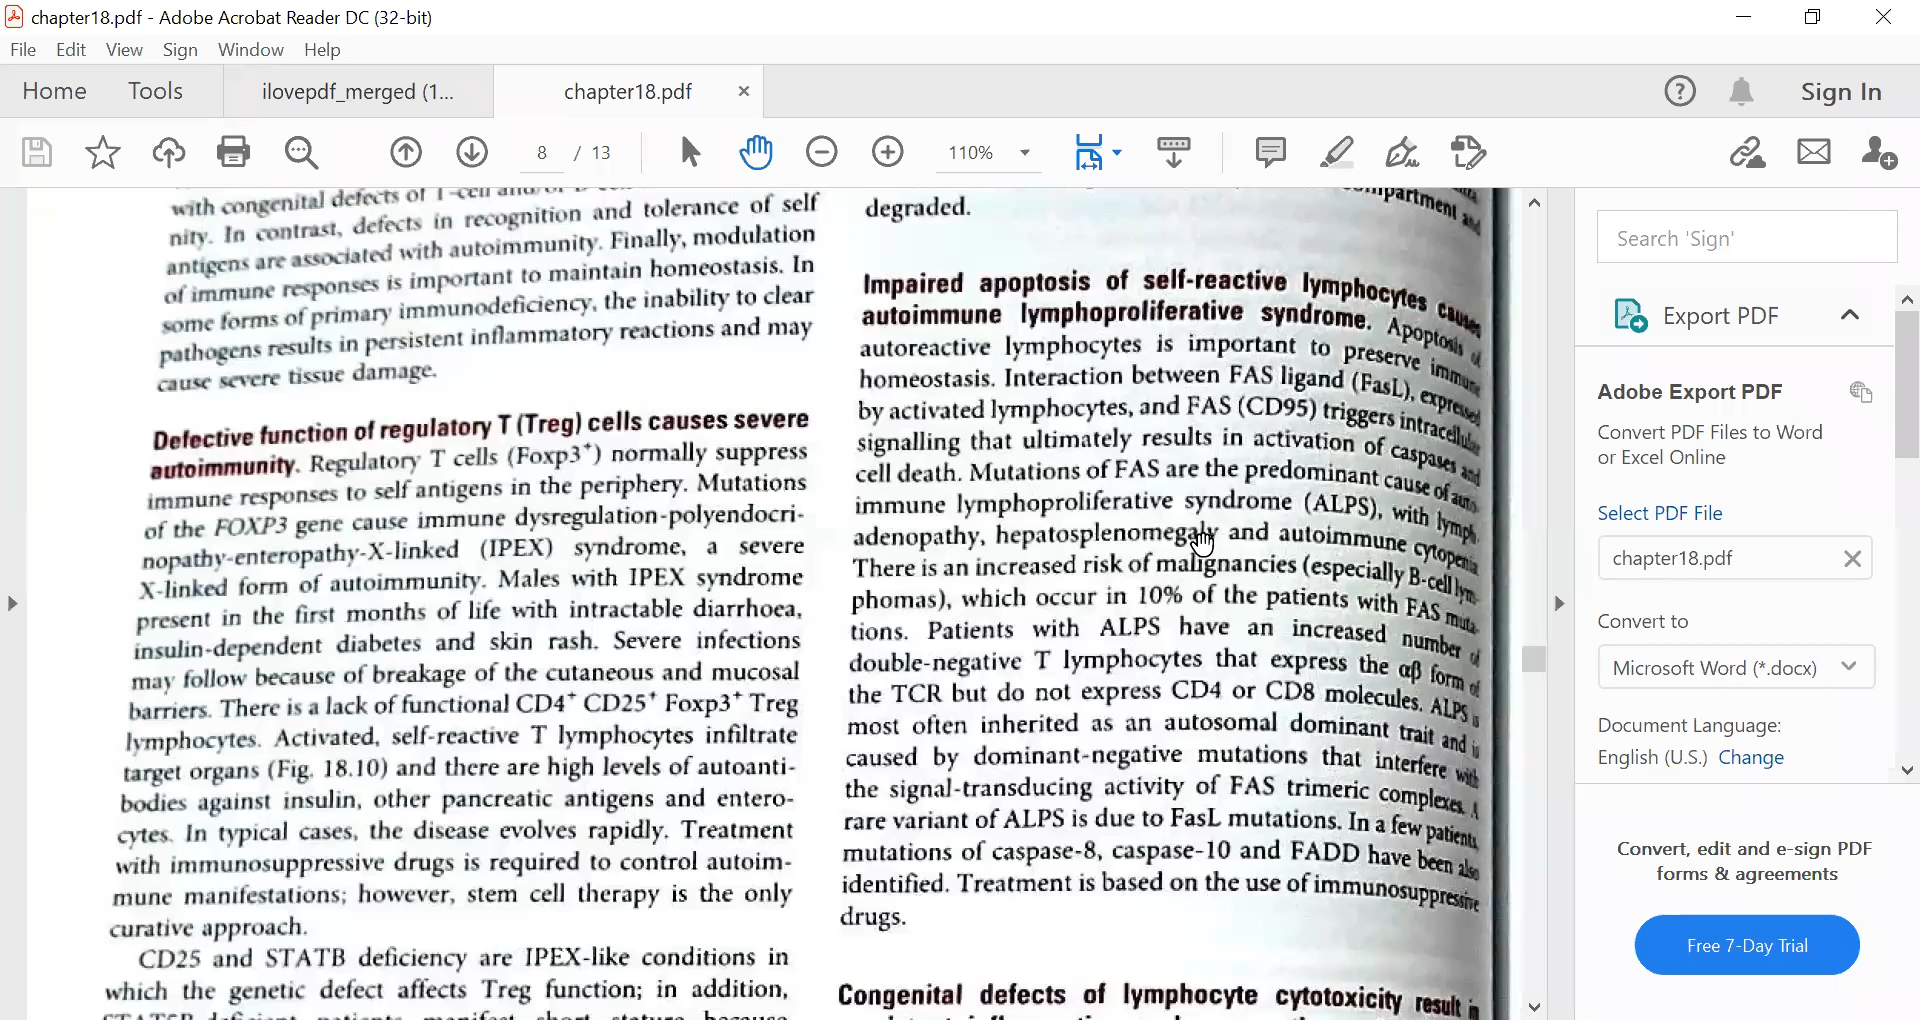 chapter18.pdf - Adobe Acrobat Reader DC (32-bit)
File Edit View Sign Window Help
Home Tools ilovepdf_merged (1... chapter18.pdf Sign In
8 / 13 110%
with congenital defects of T-cell
nity. In contrast, defects in recognition and tolerance of self
antigens are associated with autoimmunity. Finally, modulation
of immune responses is important to maintain homeostasis. In
some forms of primary immunodeficiency, the inability to clear
pathogens results in persistent inflammatory reactions and may
cause severe tissue damage.
Defective function of regulatory T (Treg) cells causes severe
autoimmunity. Regulatory T cells (Foxp3⁺) normally suppress
immune responses to self antigens in the periphery. Mutations
of the FOXP3 gene cause immune dysregulation-polyendocri-
nopathy-enteropathy-X-linked (IPEX) syndrome, a severe
X-linked form of autoimmunity. Males with IPEX syndrome
present in the first months of life with intractable diarrhoea,
insulin-dependent diabetes and skin rash. Severe infections
may follow because of breakage of the cutaneous and mucosal
barriers. There is a lack of functional CD4⁺ CD25⁺ Foxp3⁺ Treg
lymphocytes. Activated, self-reactive T lymphocytes infiltrate
target organs (Fig. 18.10) and there are high levels of autoanti-
bodies against insulin, other pancreatic antigens and entero-
cytes. In typical cases, the disease evolves rapidly. Treatment
with immunosuppressive drugs is required to control autoim-
mune manifestations; however, stem cell therapy is the only
curative approach.
CD25 and STATB deficiency are IPEX-like conditions in
which the genetic defect affects Treg function; in addition,
compartment and
degraded.
Impaired apoptosis of self-reactive lymphocytes causes
autoimmune lymphoproliferative syndrome. Apoptosis of
autoreactive lymphocytes is important to preserve immune
homeostasis. Interaction between FAS ligand (FasL), expressed
by activated lymphocytes, and FAS (CD95) triggers intracellular
signalling that ultimately results in activation of caspases and
cell death. Mutations of FAS are the predominant cause of auto-
immune lymphoproliferative syndrome (ALPS), with lymph-
adenopathy, hepatosplenomegaly and autoimmune cytopenia.
There is an increased risk of malignancies (especially B-cell lym-
phomas), which occur in 10% of the patients with FAS muta-
tions. Patients with ALPS have an increased number of
double-negative T lymphocytes that express the αβ form of
the TCR but do not express CD4 or CD8 molecules. ALPS is
most often inherited as an autosomal dominant trait and is
caused by dominant-negative mutations that interfere with
the signal-transducing activity of FAS trimeric complexes. A
rare variant of ALPS is due to FasL mutations. In a few patients,
mutations of caspase-8, caspase-10 and FADD have been also
identified. Treatment is based on the use of immunosuppressive
drugs.
Congenital defects of lymphocyte cytotoxicity result in
Search 'Sign'
Export PDF
Adobe Export PDF
Convert PDF Files to Word
or Excel Online
Select PDF File
chapter18.pdf
Convert to
Microsoft Word (*.docx)
Document Language:
English (U.S.) Change
Convert, edit and e-sign PDF
forms & agreements
Free 7-Day Trial